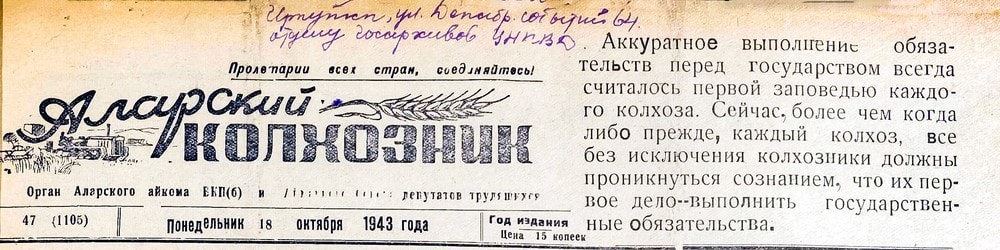 Иркутск, ул. Декабр. событий 64.
отделу госархивов УНКВД
Пролетарии всех стран, соединяйтесь!
Аларский
КОЛХОЗНИК
Орган Аларского айкома ВКП(б) и депутатов трудящихся
47 (1105)
Понедельник 18 октября 1943 года
Год издания
Цена 15 копеек
. Аккуратное выполнение обяза-
тельств перед государством всегда
считалось первой заповедью каждо-
го колхоза. Сейчас, более чем когда
либо прежде, каждый колхоз, все
без исключения колхозники должны
проникнуться сознанием, что их пер-
вое дело--выполнить государствен-
ные обязательства.